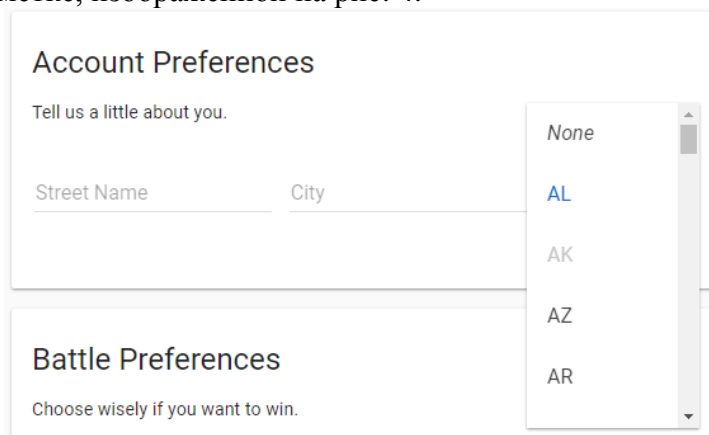 Account Preferences
Tell us a little about you.
Street Name
City
None
AL
AK
AZ
AR
Battle Preferences
Choose wisely if you want to win.